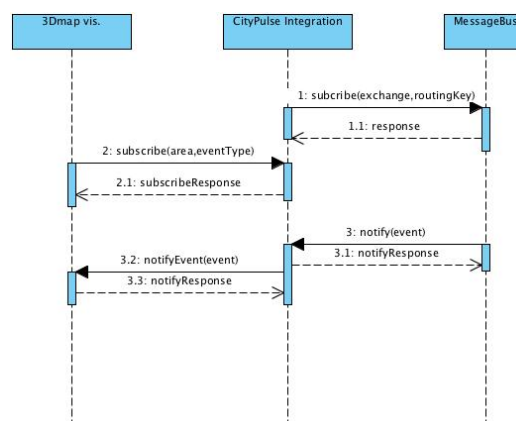 3Dmap vis.
CityPulse Integration
MessageBus
1: subcribe(exchange,routingKey)
1.1: response
2: subscribe(area,eventType)
2.1: subscribeResponse
3: notify(event)
3.1: notifyResponse
3.2: notifyEvent(event)
3.3: notifyResponse